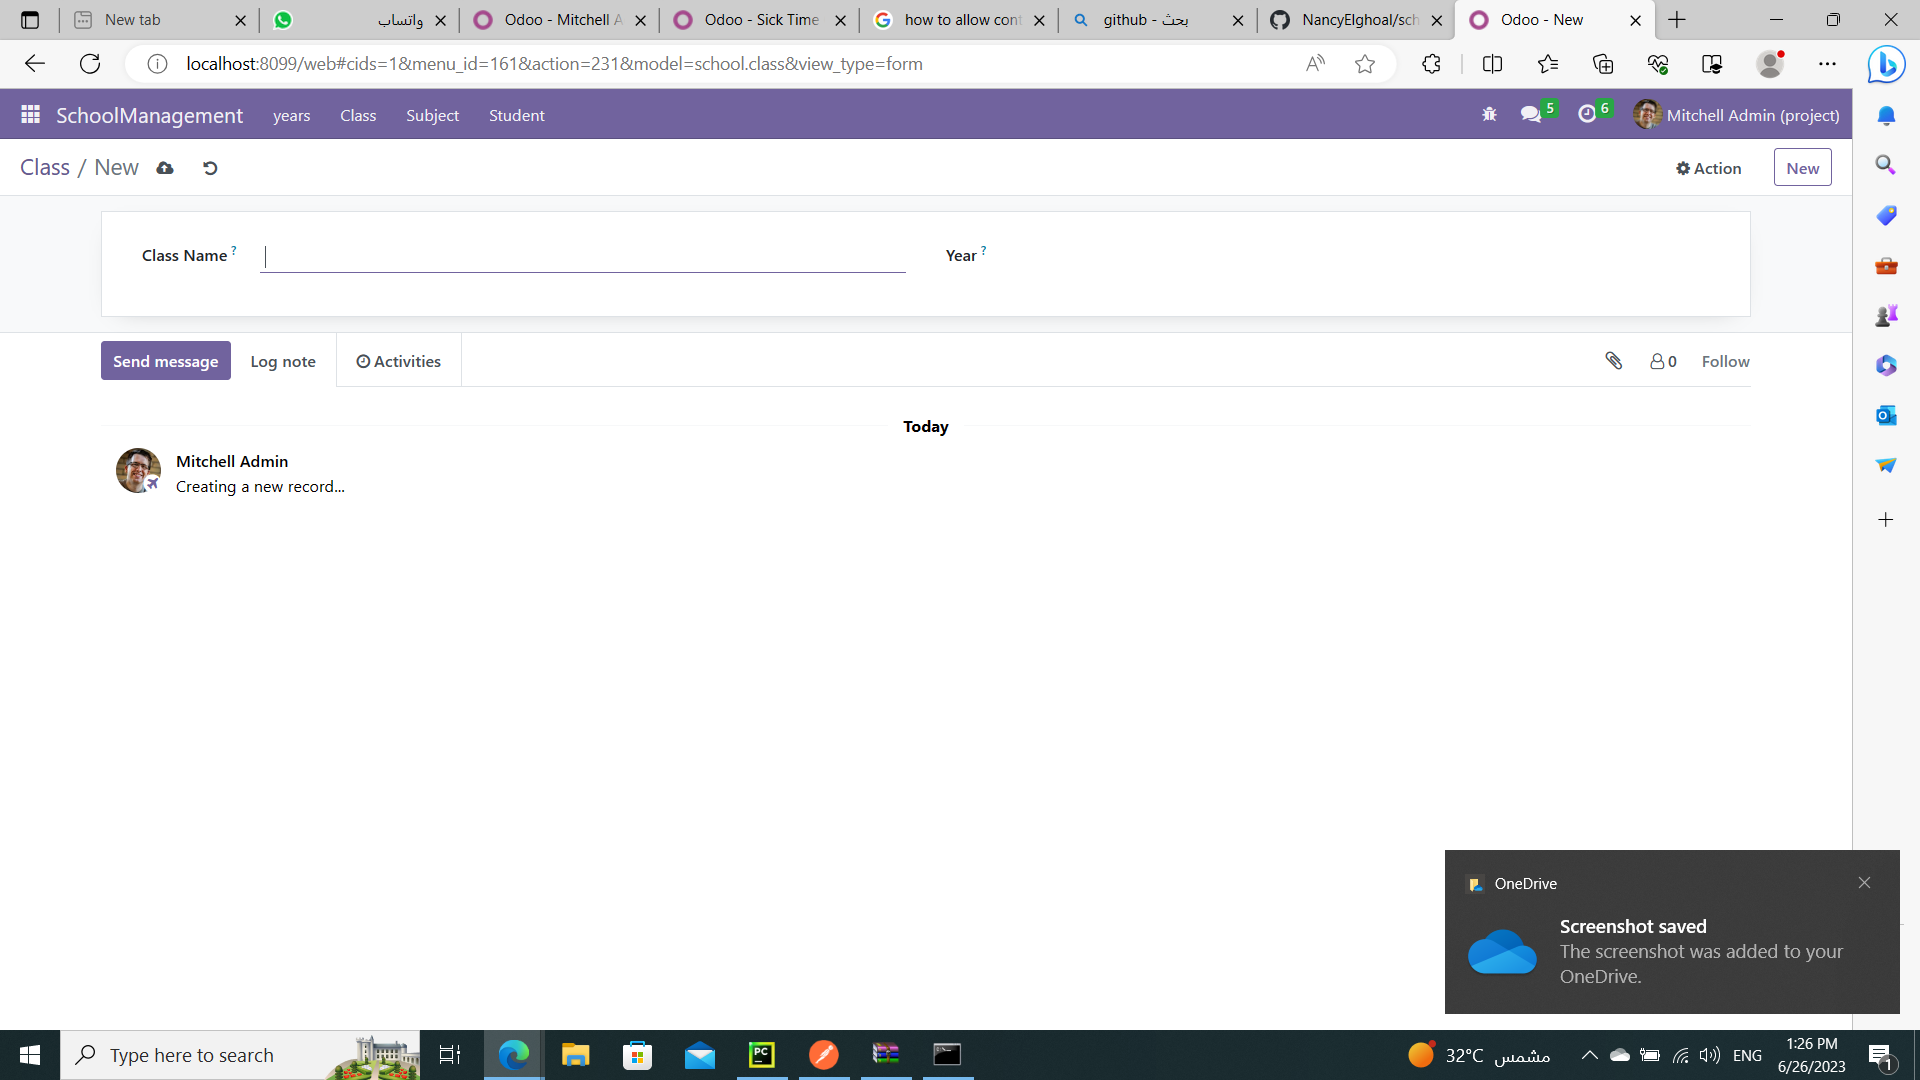 New tab
واتساب
Odoo - Mitchell A
Odoo - Sick Time
how to allow cont
github - بحث
NancyElghoal/sch
Odoo - New
localhost:8099/web#cids=1&menu_id=161&action=231&model=school.class&view_type=form
SchoolManagement years Class Subject Student
5 6 Mitchell Admin (project)
Class / New
Action New
Class Name ? Year ?
Send message Log note Activities
0 Follow
Today
Mitchell Admin
Creating a new record...
OneDrive
Screenshot saved
The screenshot was added to your
OneDrive.
Type here to search
PC
32°C مشمس
ENG
1:26 PM
6/26/2023
1